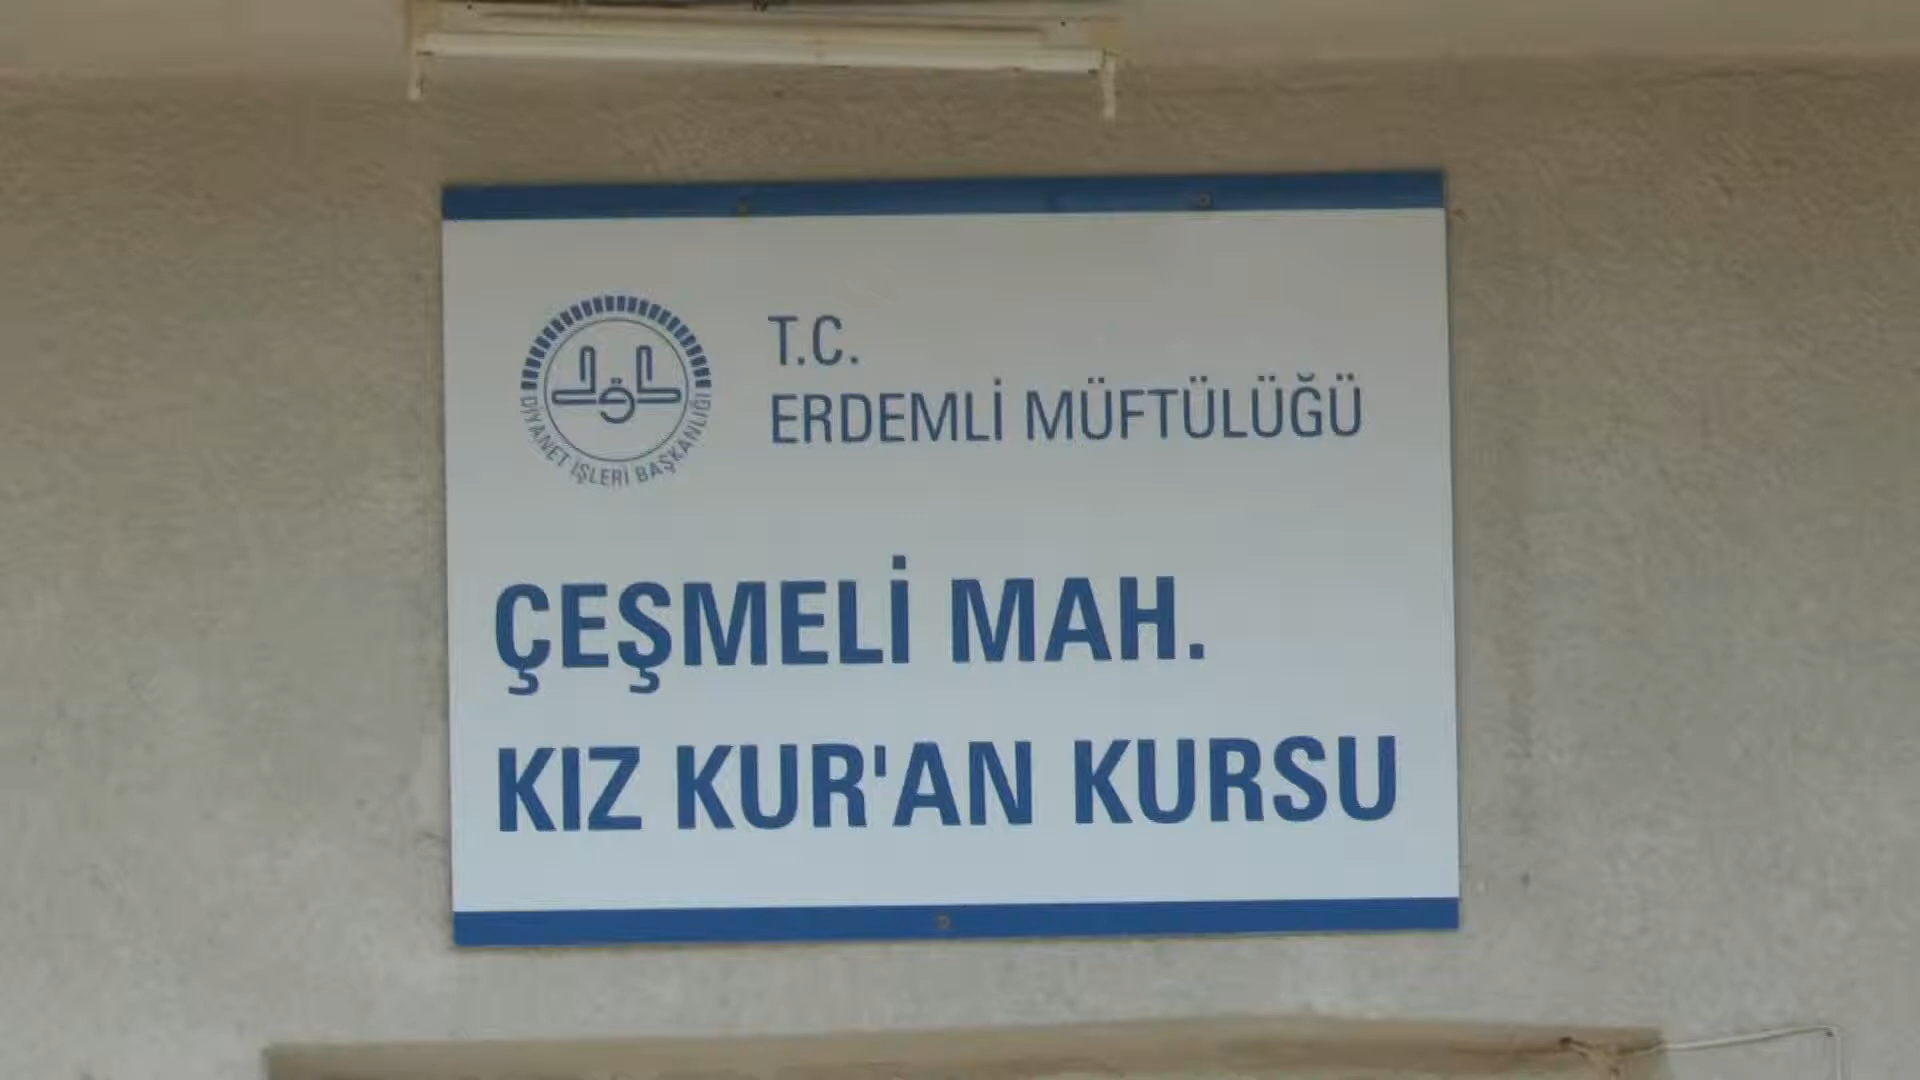 DİYANET İŞLERİ BAŞKANLIĞI
T.C.
ERDEMLİ MÜFTÜLÜĞÜ
ÇEŞMELİ MAH.
KIZ KUR'AN KURSU